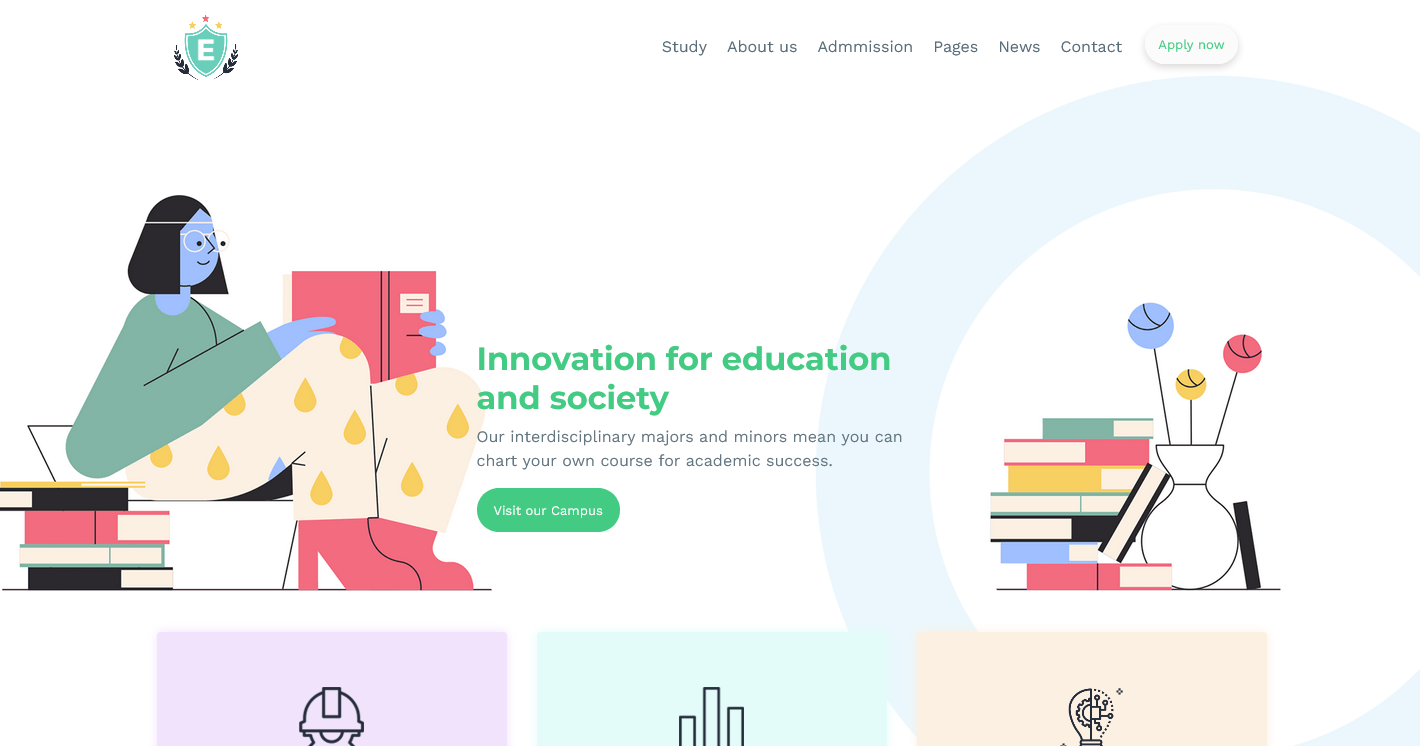 E
Study
About us
Admmission
Pages
News
Contact
Apply now
Innovation for education
and society
Our interdisciplinary majors and minors mean you can
chart your own course for academic success.
Visit our Campus